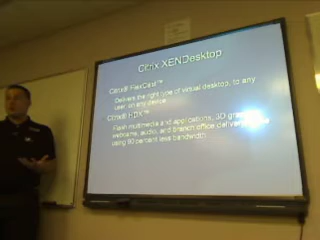 Citrix XENDesktop
Citrix® FlexCast™
Delivers the right type of virtual desktop, to any
user, on any device
Citrix® HDX™
Flash multimedia and applications, 3D
webcams, audio, and branch office delivery
using 90 percent less bandwidth